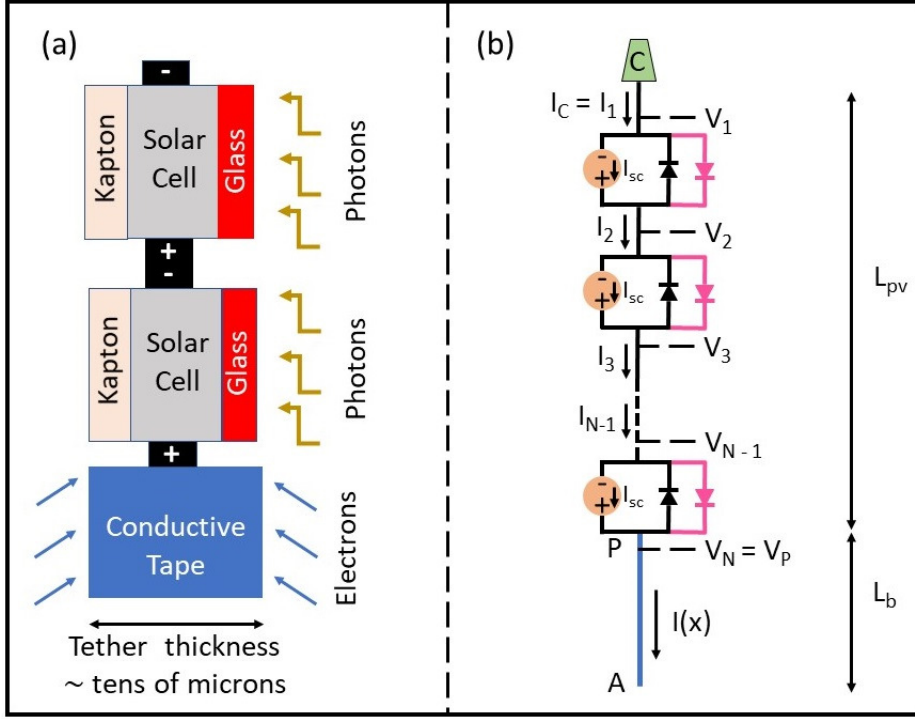 (a)
-
Kapton
Solar
Cell
Glass
Photons
+
-
Kapton
Solar
Cell
Glass
Photons
+
Conductive
Tape
Electrons
Tether thickness
~ tens of microns
(b)
C
I_C = I_1
V_1
-
+
I_sc
I_2
V_2
-
+
I_sc
I_3
V_3
L_pv
I_N-1
V_N - 1
-
+
I_sc
P
V_N = V_P
I(x)
L_b
A